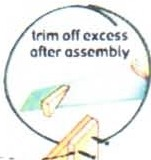 trim off excess
after assembly